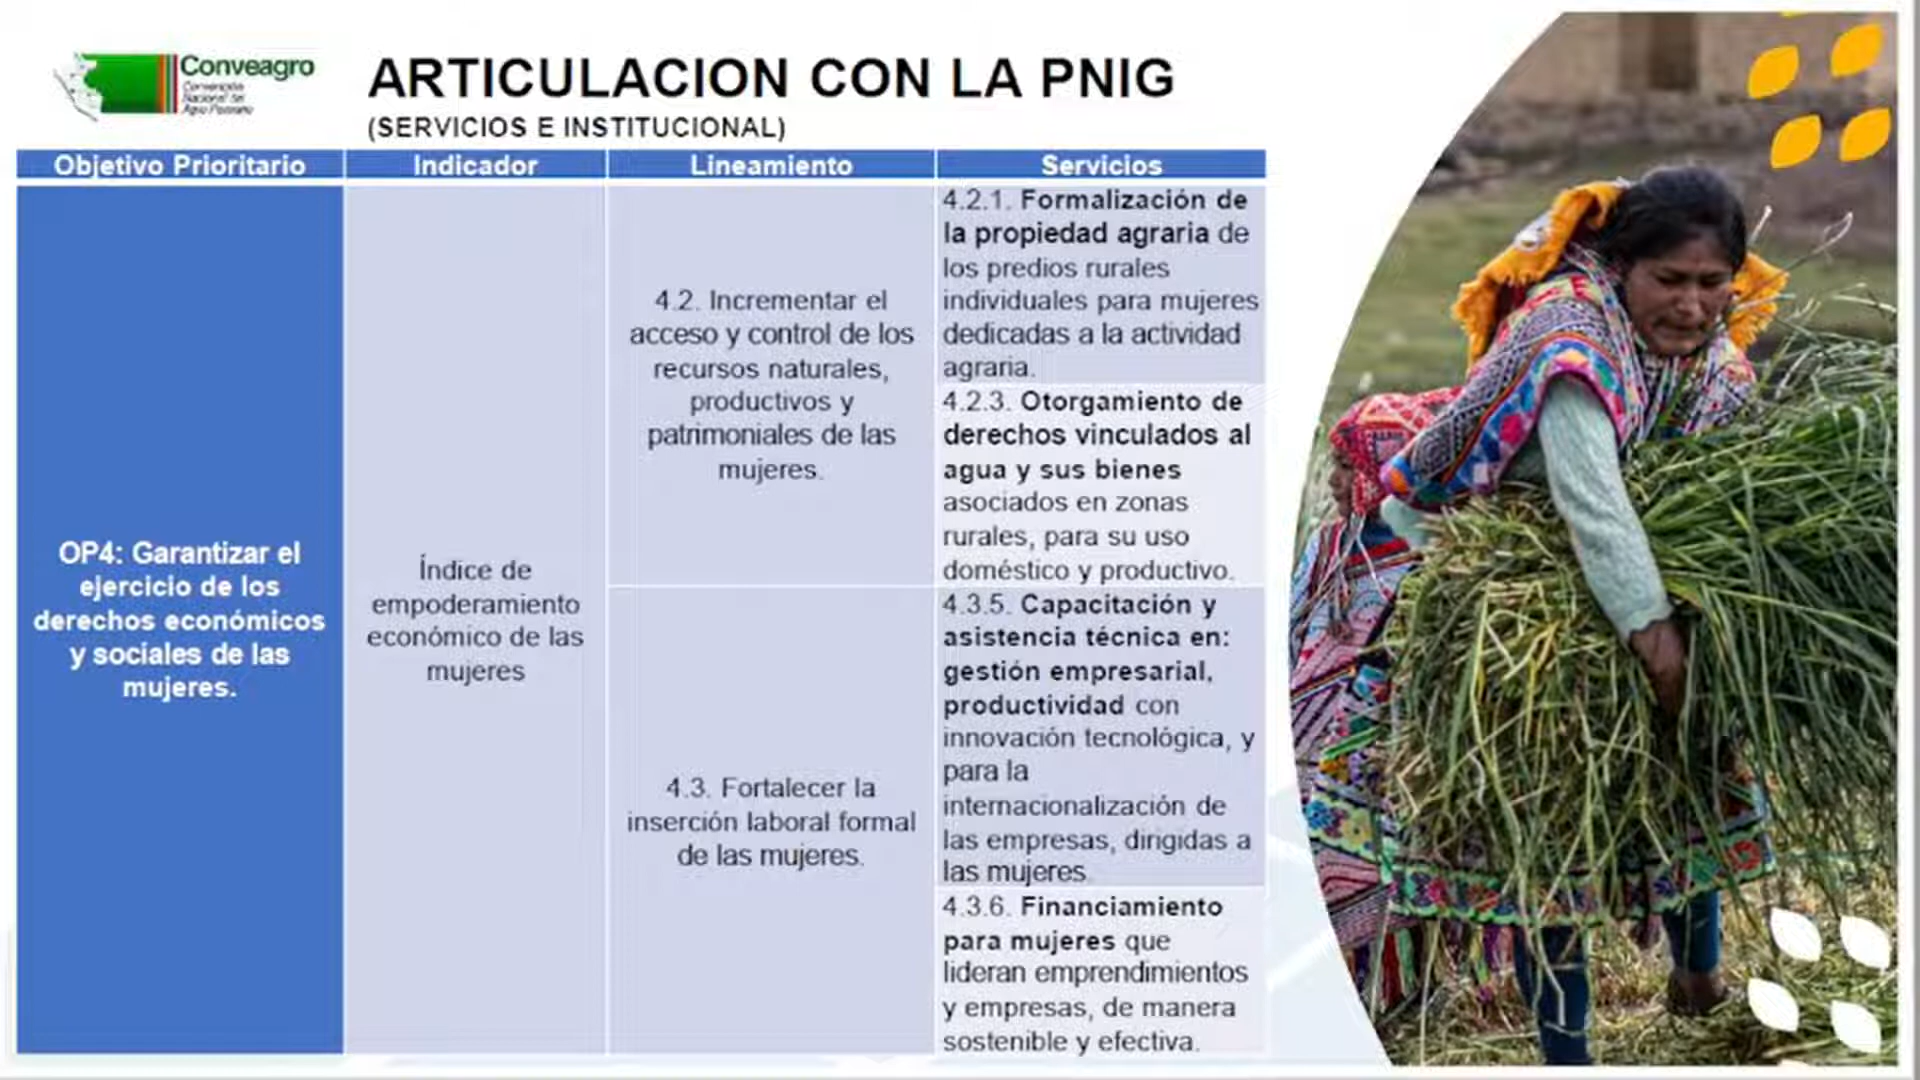 Conveagro
Convención
Nacional del
Agro Peruano
ARTICULACION CON LA PNIG
(SERVICIOS E INSTITUCIONAL)
Objetivo Prioritario
Indicador
Lineamiento
Servicios
OP4: Garantizar el
ejercicio de los
derechos económicos
y sociales de las
mujeres.
Índice de
empoderamiento
económico de las
mujeres
4.2. Incrementar el
acceso y control de los
recursos naturales,
productivos y
patrimoniales de las
mujeres.
4.2.1. Formalización de
la propiedad agraria de
los predios rurales
individuales para mujeres
dedicadas a la actividad
agraria.
4.2.3. Otorgamiento de
derechos vinculados al
agua y sus bienes
asociados en zonas
rurales, para su uso
doméstico y productivo.
4.3. Fortalecer la
inserción laboral formal
de las mujeres.
4.3.5. Capacitación y
asistencia técnica en:
gestión empresarial,
productividad con
innovación tecnológica, y
para la
internacionalización de
las empresas, dirigidas a
las mujeres.
4.3.6. Financiamiento
para mujeres que
lideran emprendimientos
y empresas, de manera
sostenible y efectiva.